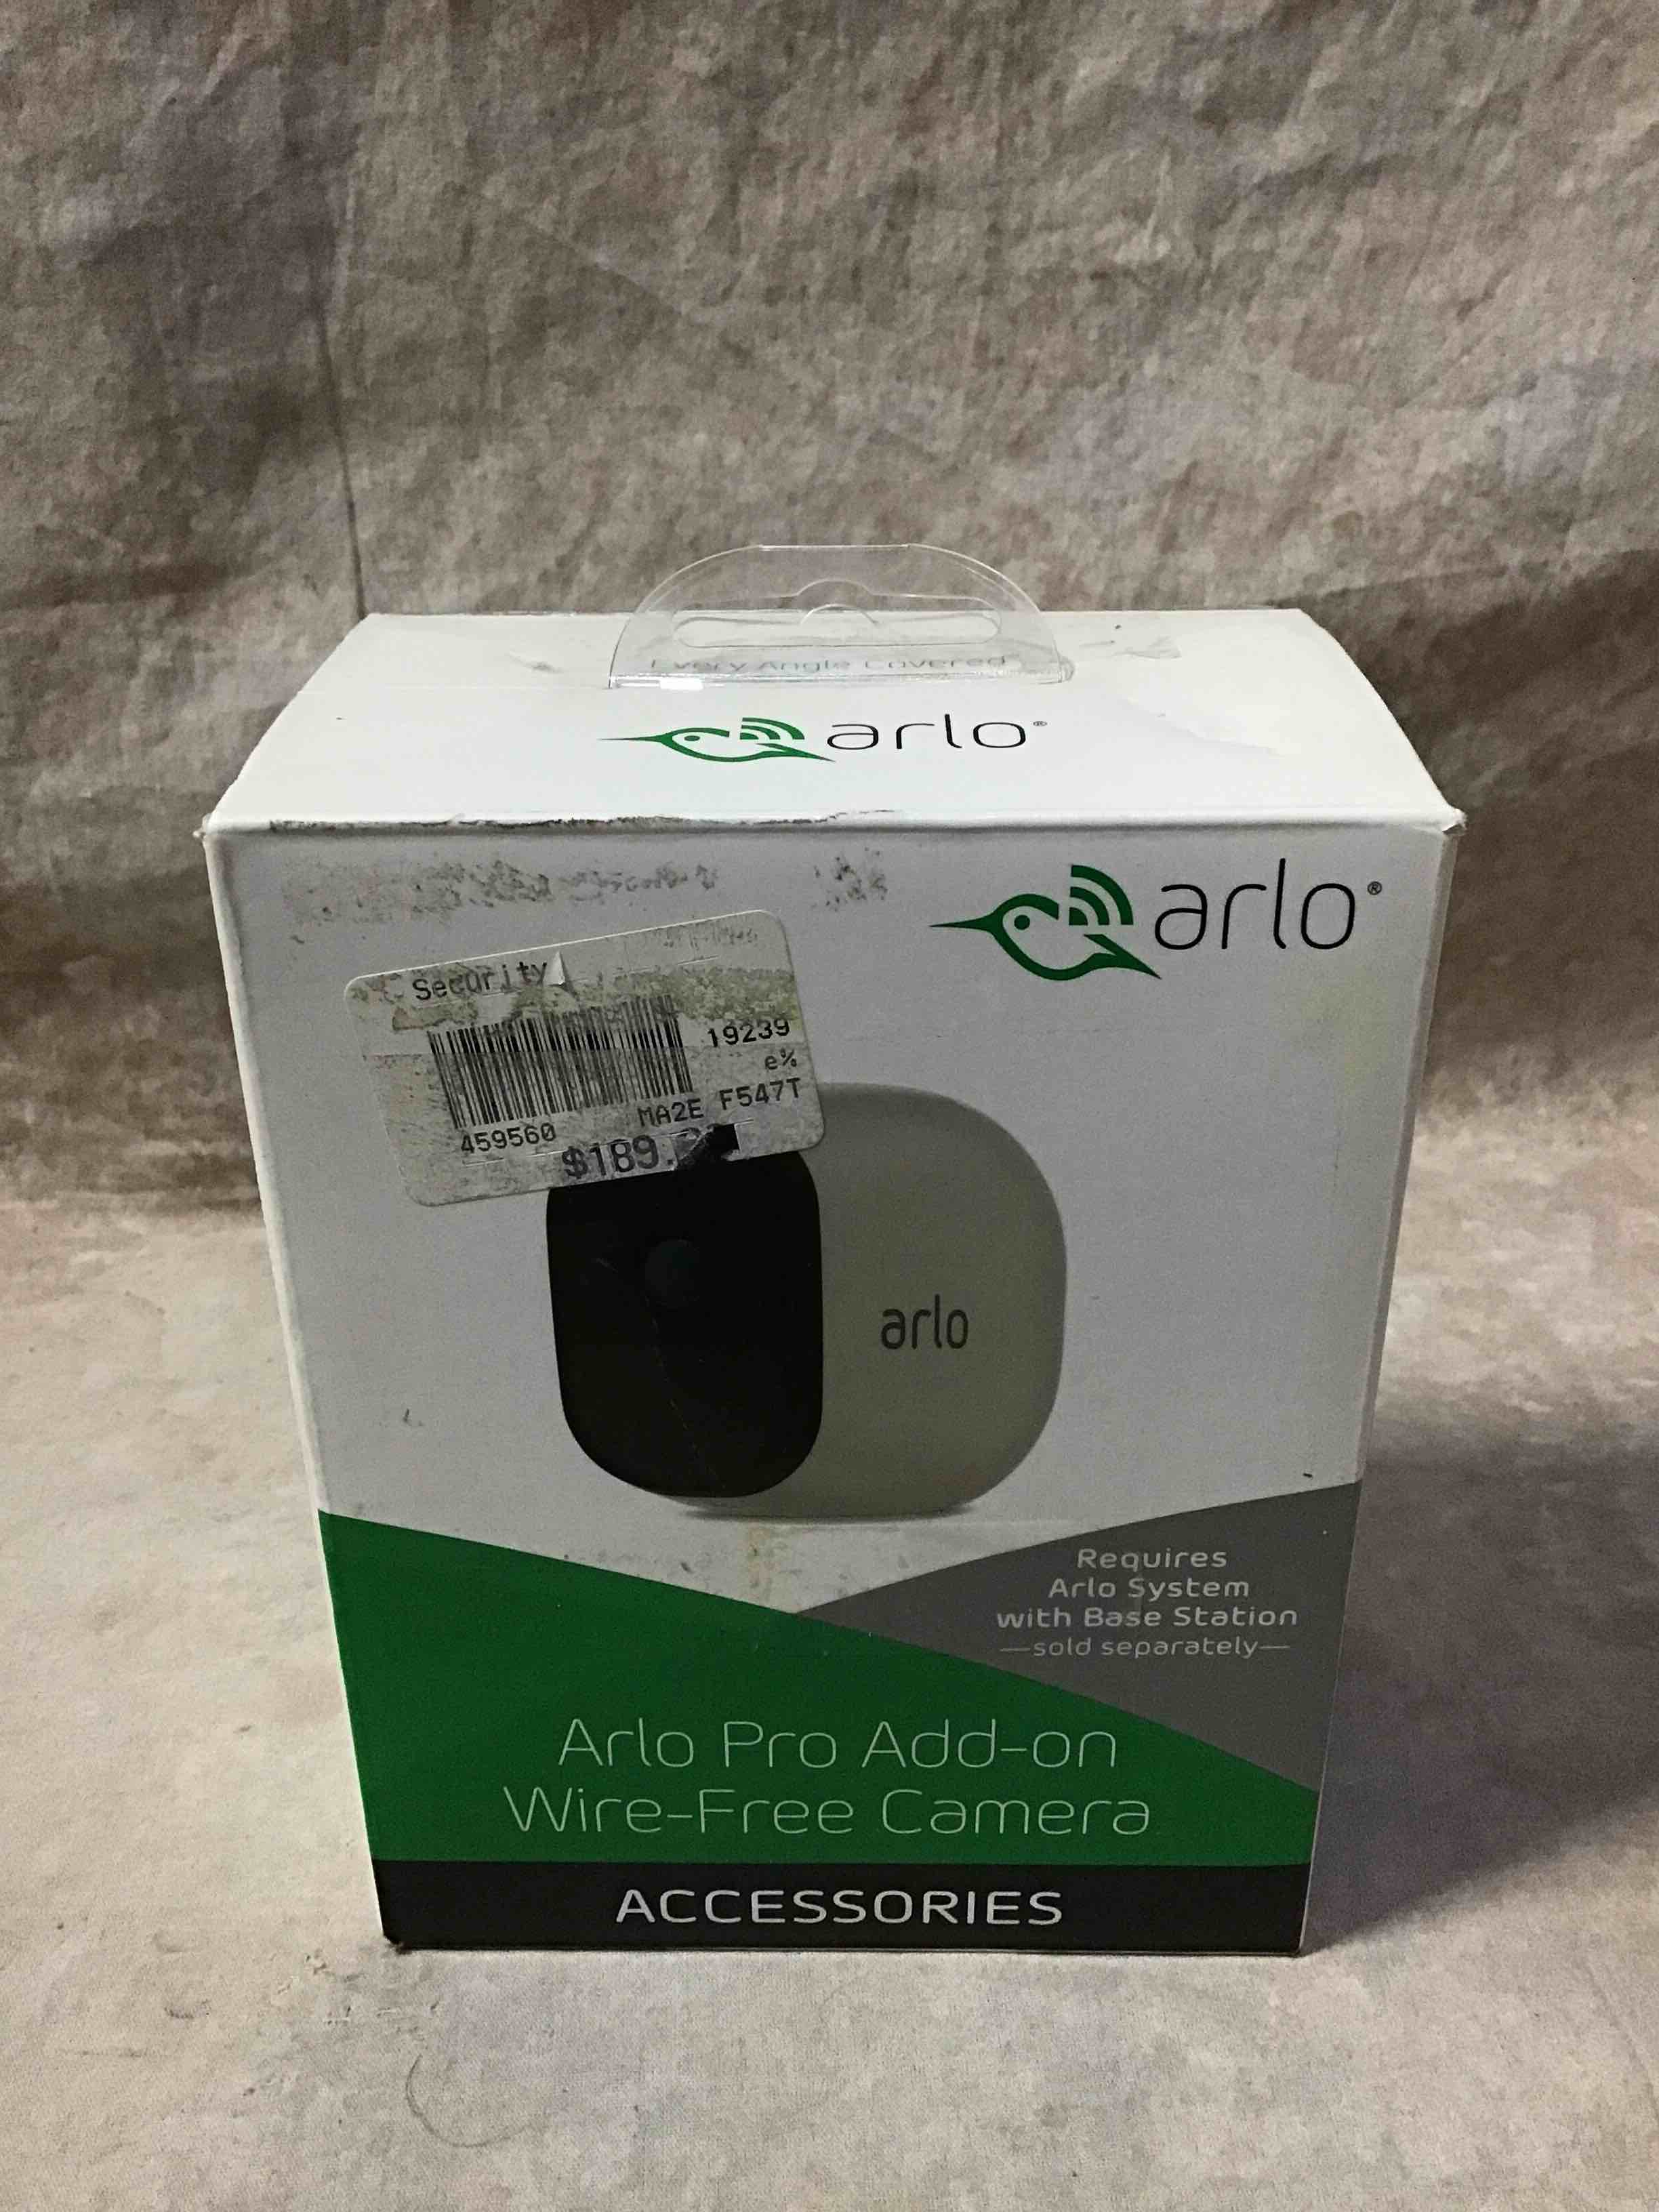 Every Angle Covered
arlo®
arlo®
Security
19239
e%
MA2E F547T
459560
$189.
arlo
Requires
Arlo System
with Base Station
—sold separately—
Arlo Pro Add-on
Wire-Free Camera
ACCESSORIES